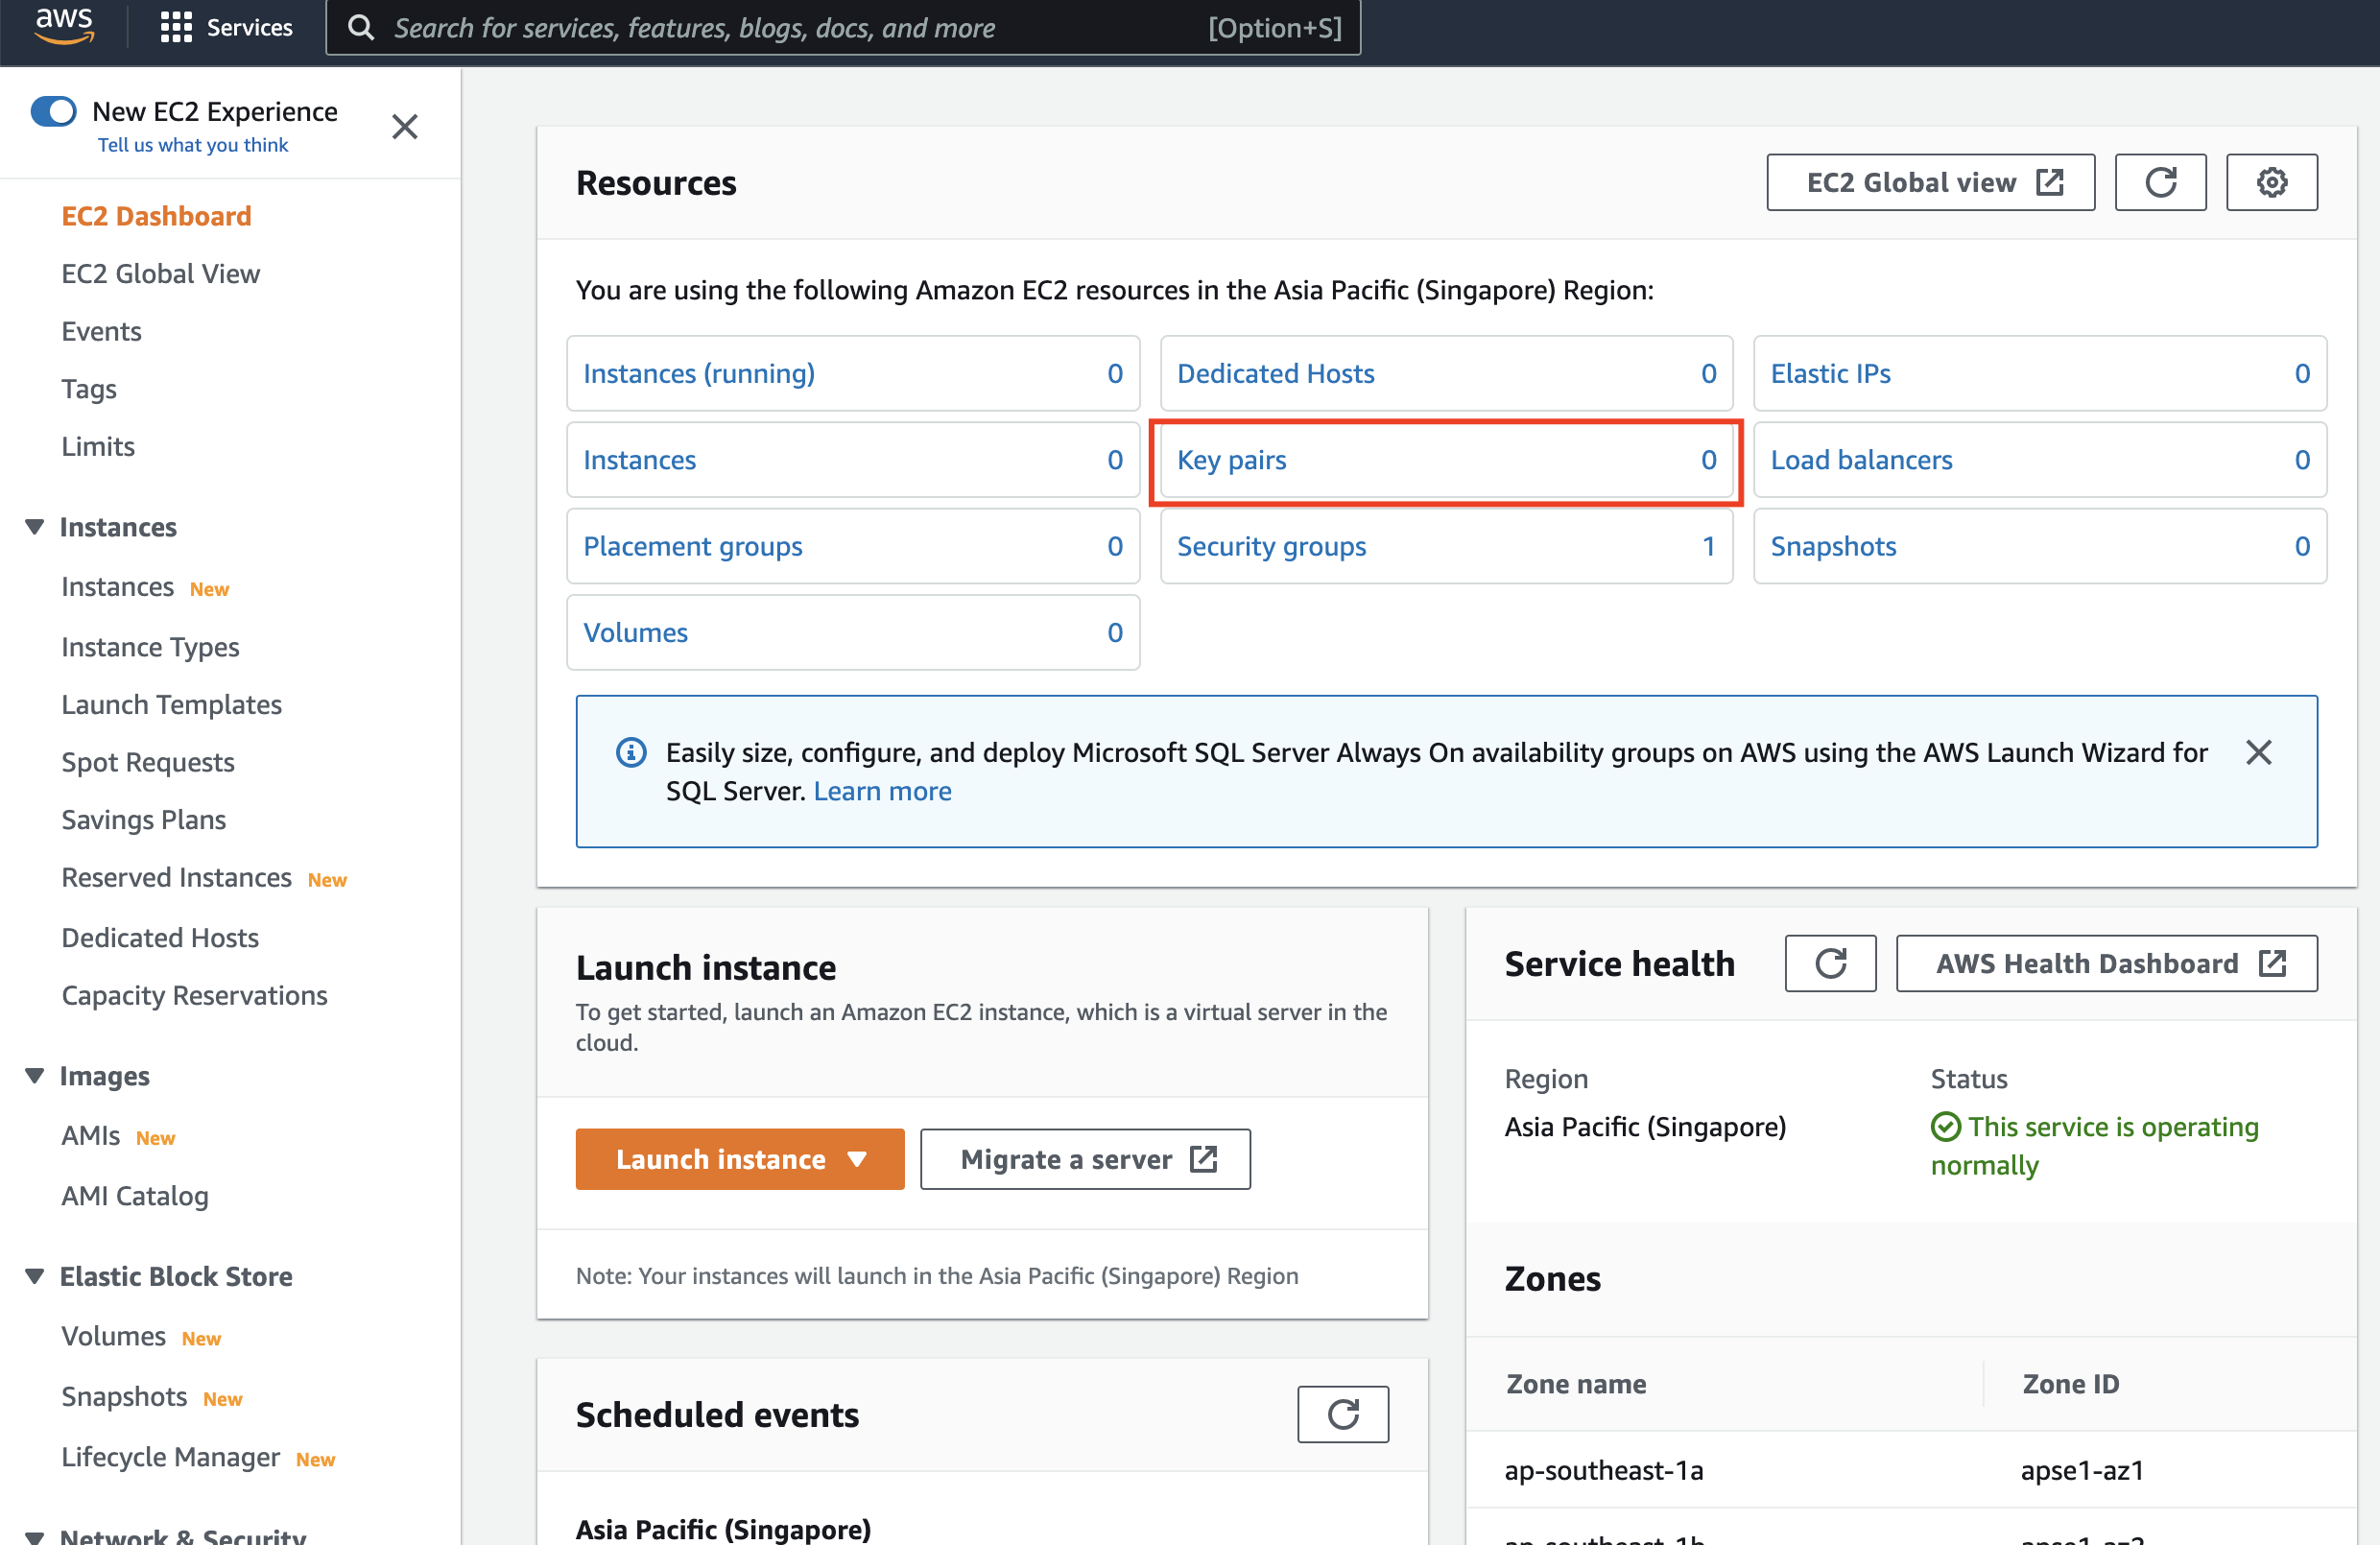 aws
Services
Search for services, features, blogs, docs, and more
[Option+S]
New EC2 Experience
Tell us what you think
EC2 Dashboard
EC2 Global View
Events
Tags
Limits
Instances
Instances New
Instance Types
Launch Templates
Spot Requests
Savings Plans
Reserved Instances New
Dedicated Hosts
Capacity Reservations
Images
AMIs New
AMI Catalog
Elastic Block Store
Volumes New
Snapshots New
Lifecycle Manager New
Network & Security
Resources
EC2 Global view
You are using the following Amazon EC2 resources in the Asia Pacific (Singapore) Region:
Instances (running) 0
Dedicated Hosts 0
Elastic IPs 0
Instances 0
Key pairs 0
Load balancers 0
Placement groups 0
Security groups 1
Snapshots 0
Volumes 0
Easily size, configure, and deploy Microsoft SQL Server Always On availability groups on AWS using the AWS Launch Wizard for
SQL Server. Learn more
Launch instance
To get started, launch an Amazon EC2 instance, which is a virtual server in the
cloud.
Launch instance
Migrate a server
Note: Your instances will launch in the Asia Pacific (Singapore) Region
Scheduled events
Asia Pacific (Singapore)
Service health
AWS Health Dashboard
Region
Asia Pacific (Singapore)
Status
This service is operating
normally
Zones
Zone name
Zone ID
ap-southeast-1a
apse1-az1
ap-southeast-1b
apse1-az2